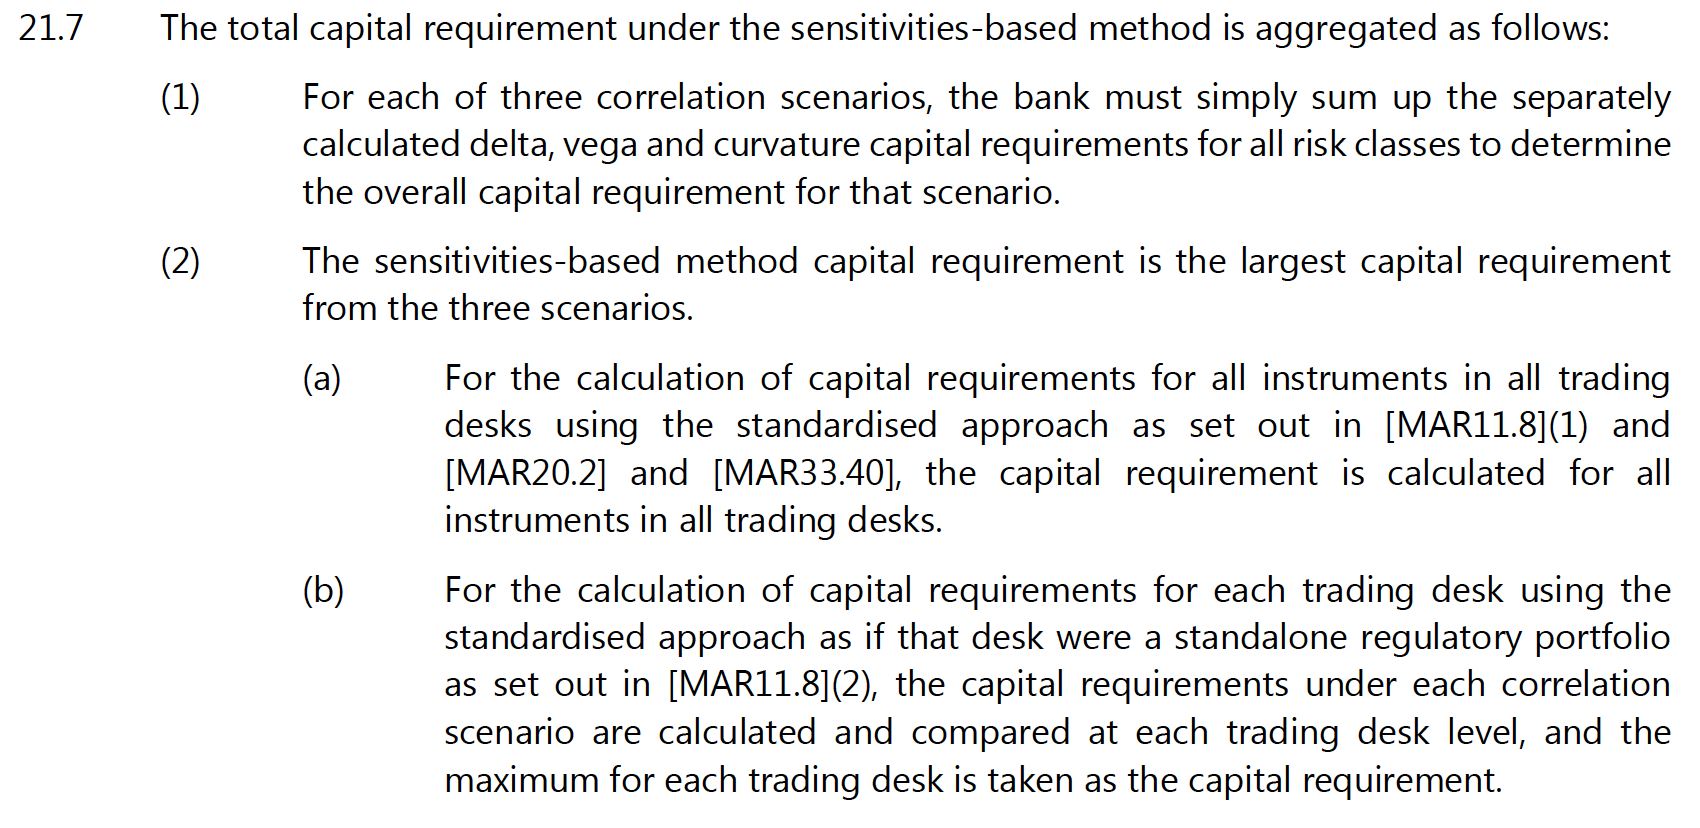 21.7 The total capital requirement under the sensitivities-based method is aggregated as follows:
(1) For each of three correlation scenarios, the bank must simply sum up the separately
calculated delta, vega and curvature capital requirements for all risk classes to determine
the overall capital requirement for that scenario.
(2) The sensitivities-based method capital requirement is the largest capital requirement
from the three scenarios.
(a) For the calculation of capital requirements for all instruments in all trading
desks using the standardised approach as set out in [MAR11.8](1) and
[MAR20.2] and [MAR33.40], the capital requirement is calculated for all
instruments in all trading desks.
(b) For the calculation of capital requirements for each trading desk using the
standardised approach as if that desk were a standalone regulatory portfolio
as set out in [MAR11.8](2), the capital requirements under each correlation
scenario are calculated and compared at each trading desk level, and the
maximum for each trading desk is taken as the capital requirement.